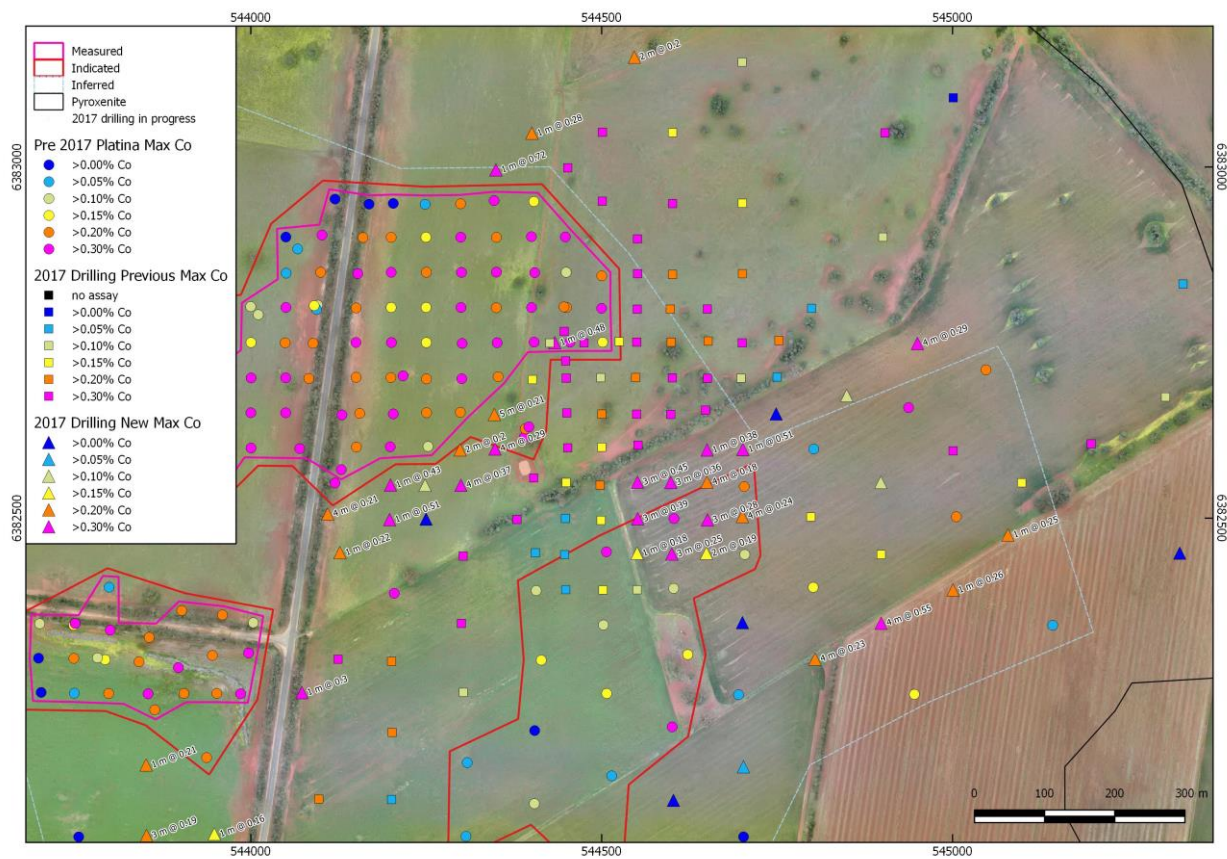 544000
544500
545000
Measured
Indicated
Inferred
Pyroxenite
2017 drilling in progress
Pre 2017 Platina Max Co
>0.00% Co
>0.05% Co
>0.10% Co
>0.15% Co
>0.20% Co
>0.30% Co
2017 Drilling Previous Max Co
no assay
>0.00% Co
>0.05% Co
>0.10% Co
>0.15% Co
>0.20% Co
>0.30% Co
2017 Drilling New Max Co
>0.00% Co
>0.05% Co
>0.10% Co
>0.15% Co
>0.20% Co
>0.30% Co
6383000
6383000
6382500
6382500
2 m @ 0.2
1 m @ 0.28
1 m @ 0.72
1 m @ 0.48
4 m @ 0.29
5 m @ 0.21
2 m @ 0.2
4 m @ 0.29
1 m @ 0.38
1 m @ 0.51
1 m @ 0.43
4 m @ 0.37
3 m @ 0.45
3 m @ 0.36
4 m @ 0.18
4 m @ 0.21
1 m @ 0.51
3 m @ 0.39
3 m @ 0.26
4 m @ 0.24
1 m @ 0.25
1 m @ 0.22
1 m @ 0.18
3 m @ 0.25
2 m @ 0.19
1 m @ 0.26
4 m @ 0.55
4 m @ 0.23
1 m @ 0.3
1 m @ 0.21
3 m @ 0.19
1 m @ 0.16
0 100 200 300 m
544000
544500
545000